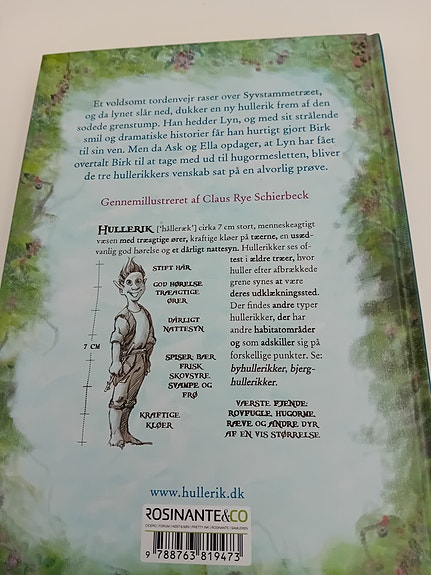 Et voldsomt tordenvejr raser over Syvstammetræet,
og da lynet slår ned, dukker en ny hullerik frem af den
sodede grenstump. Han hedder Lyn, og med sit strålende
smil og dramatiske historier får han hurtigt gjort Birk
til sin ven. Men da Ask og Ella opdager, at Lyn har fået
overtalt Birk til at tage med ud til hugormesletten, bliver
de tre hullerikkers venskab sat på en alvorlig prøve.
Gennemillustreret af Claus Rye Schierbeck
HULLERIK ['hålleræk'] cirka 7 cm stort, menneskeagtigt
væsen med træagtige ører, kraftige kløer på tæerne, en usæd-
vanlig god hørelse og et dårligt nattesyn. Hullerikker ses of-
test i ældre træer, hvor
huller efter afbrækkede
grene synes at være
deres udklækningssted.
Der findes andre typer
hullerikker, der har
andre habitatområder
og som adskiller sig på
forskellige punkter. Se:
byhullerikker, bjerg-
hullerikker.
STIFT HÅR
GOD HØRELSE
TRÆAGTIGE
ØRER
DÅRLIGT
NATTESYN
7 CM
SPISER: BÆR
FRISK
SKOVSYRE,
SVAMPE OG
FRØ
KRAFTIGE
KLØER
VÆRSTE FJENDE:
ROVFUGLE, HUGORME,
RÆVE OG ANDRE DYR
AF EN VIS STØRRELSE
www.hullerik.dk
ROSINANTE&CO
9 788763 819473